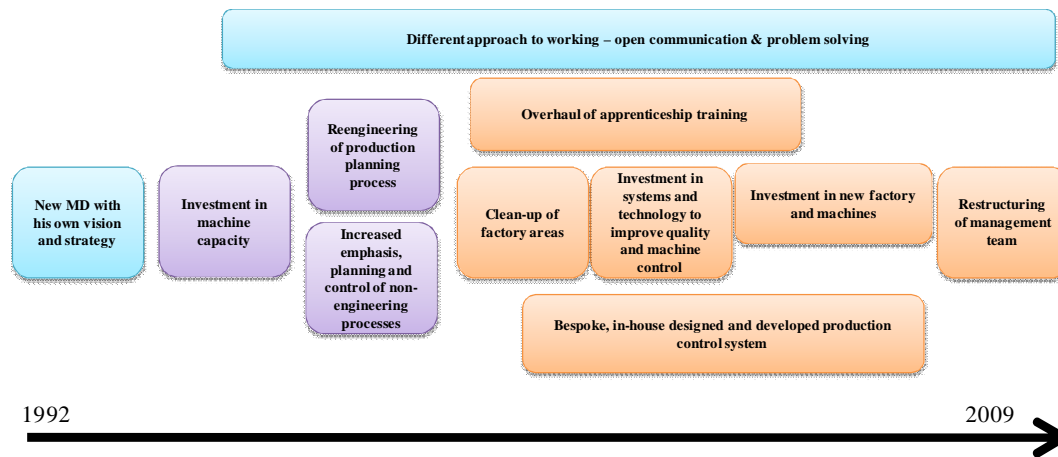 Different approach to working – open communication & problem solving
Overhaul of apprenticeship training
Reengineering
of production
planning
process
New MD with
his own vision
and strategy
Investment in
machine
capacity
Increased
emphasis,
planning and
control of non-
engineering
processes
Clean-up of
factory areas
Investment in
systems and
technology to
improve quality
and machine
control
Investment in new factory
and machines
Restructuring
of management
team
Bespoke, in-house designed and developed production
control system
1992
2009